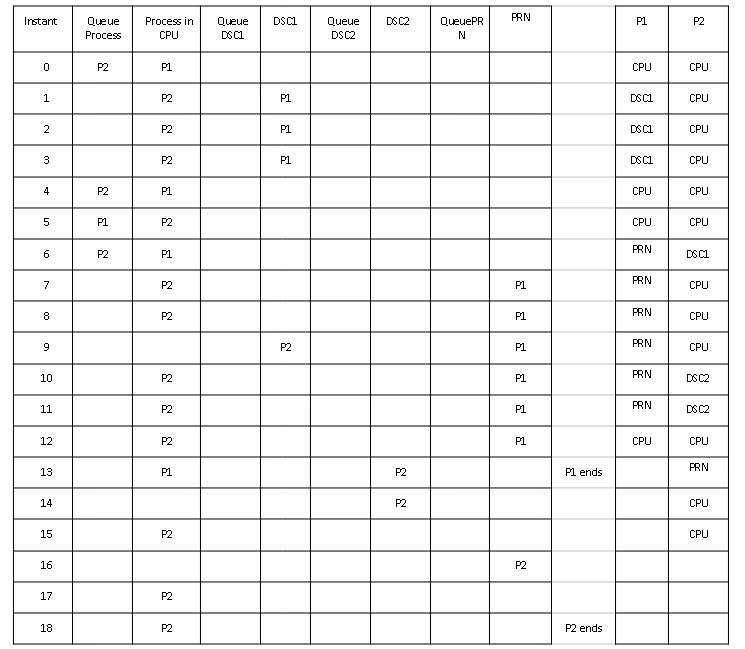 Instant Queue Process Process in CPU Queue DSC1 DSC1 Queue DSC2 DSC2 QueuePRN PRN P1 P2
0 P2 P1 CPU CPU
1 P2 P1 DSC1 CPU
2 P2 P1 DSC1 CPU
3 P2 P1 DSC1 CPU
4 P2 P1 CPU CPU
5 P1 P2 CPU CPU
6 P2 P1 PRN DSC1
7 P2 P1 PRN CPU
8 P2 P1 PRN CPU
9 P2 P1 PRN CPU
10 P2 P1 PRN DSC2
11 P2 P1 PRN DSC2
12 P2 P1 CPU CPU
13 P1 P2 P1 ends PRN
14 P2 CPU
15 P2 CPU
16 P2
17 P2
18 P2 P2 ends